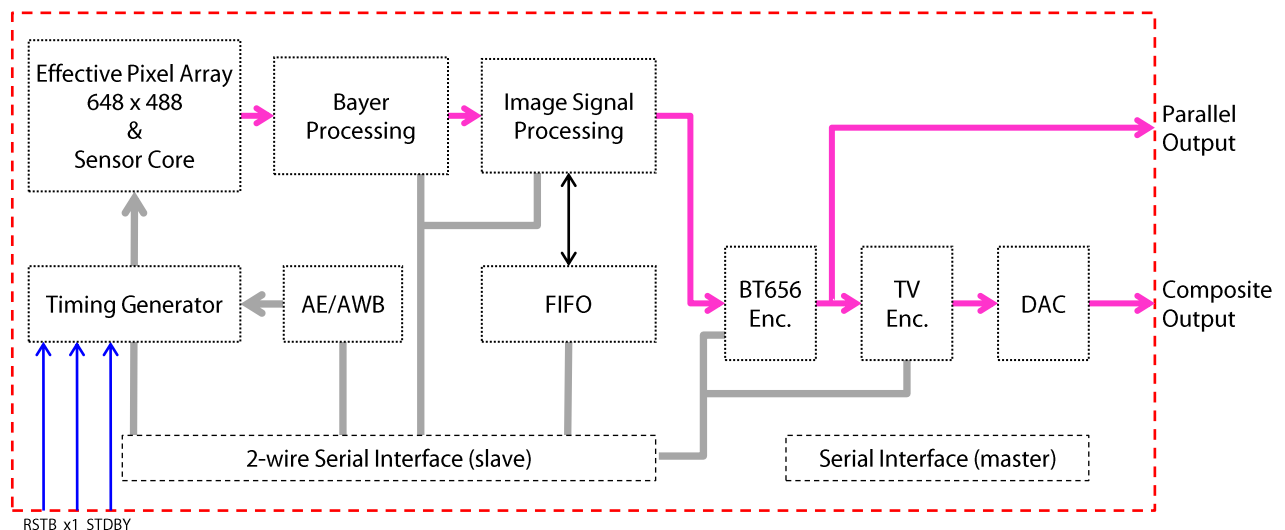 Effective Pixel Array
648 x 488
&
Sensor Core
Bayer
Processing
Image Signal
Processing
Parallel
Output
Timing Generator
AE/AWB
FIFO
BT656
Enc.
TV
Enc.
DAC
Composite
Output
2-wire Serial Interface (slave)
Serial Interface (master)
RSTB x1 STDBY